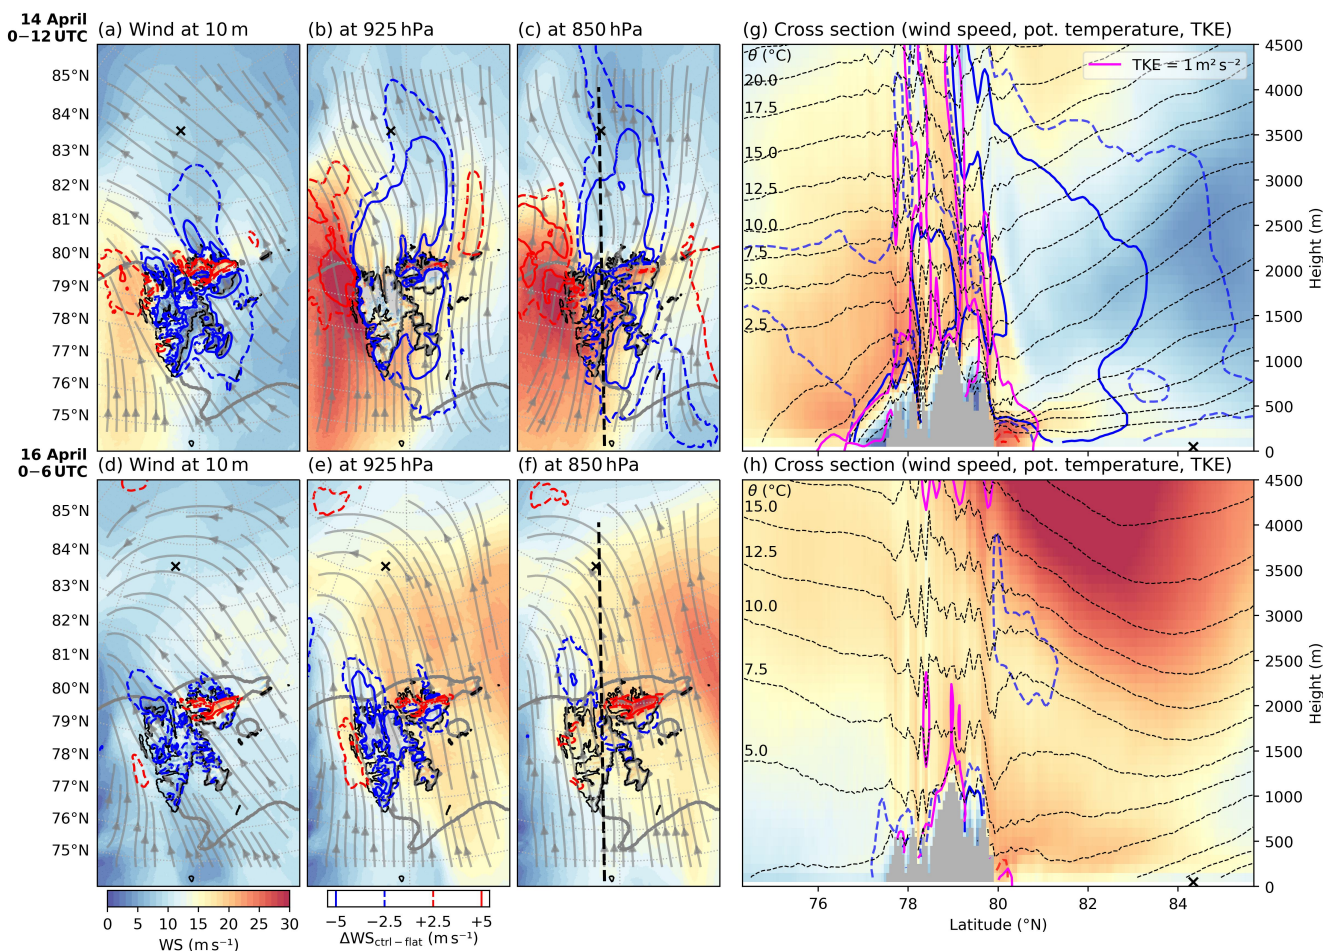 14 April
0−12 UTC
(a) Wind at 10 m
(b) at 925 hPa
(c) at 850 hPa
(g) Cross section (wind speed, pot. temperature, TKE)
85°N
84°N
83°N
82°N
81°N
80°N
79°N
78°N
77°N
76°N
75°N
θ (°C)
20.0
17.5
15.0
12.5
10.0
7.5
5.0
2.5
TKE = 1 m² s⁻²
4500
4000
3500
3000
2500
2000
1500
1000
500
0
Height (m)
16 April
0−6 UTC
(d) Wind at 10 m
(e) at 925 hPa
(f) at 850 hPa
(h) Cross section (wind speed, pot. temperature, TKE)
85°N
84°N
83°N
82°N
81°N
80°N
79°N
78°N
77°N
76°N
75°N
θ (°C)
15.0
12.5
10.0
7.5
5.0
4500
4000
3500
3000
2500
2000
1500
1000
500
0
Height (m)
76 78 80 82 84
Latitude (°N)
0 5 10 15 20 25 30
WS (m s⁻¹)
−5 −2.5 +2.5 +5
ΔWS_ctrl−flat (m s⁻¹)